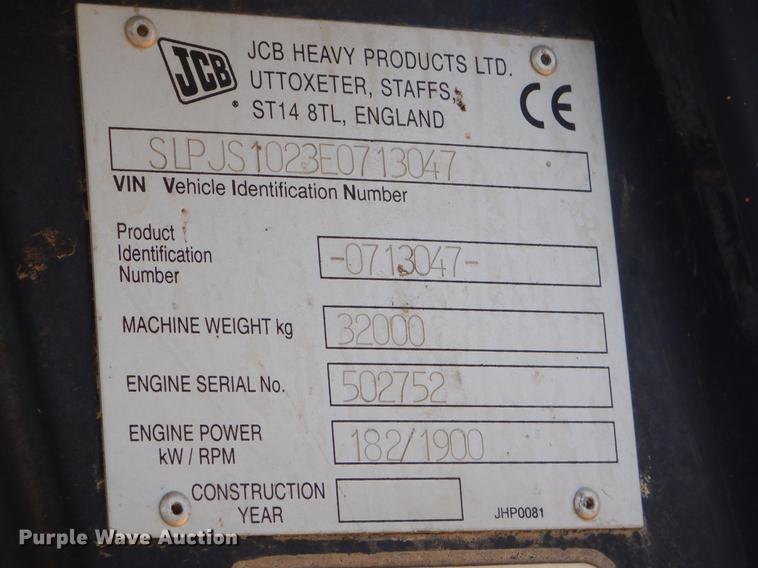 JCB
JCB HEAVY PRODUCTS LTD.
UTTOXETER, STAFFS,
ST14 8TL, ENGLAND
®
CE
SLPJS1023E0713047
VIN Vehicle Identification Number
Product
Identification
Number
-0713047-
MACHINE WEIGHT kg
32000
ENGINE SERIAL No.
502752
ENGINE POWER
kW / RPM
182/1900
CONSTRUCTION
YEAR
JHP0081
Purple Wave Auction